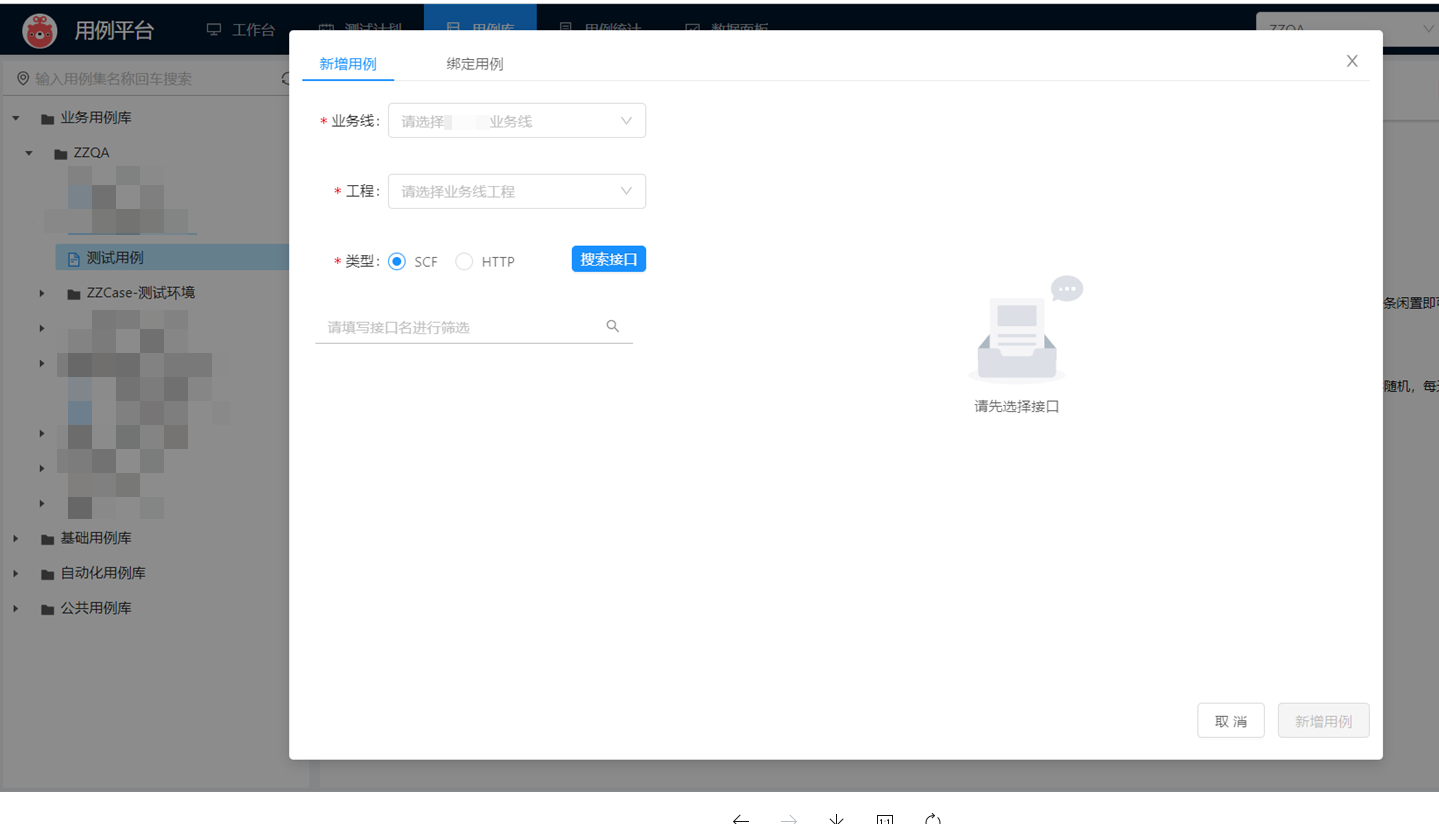 用例平台
工作台
测试计划
用例库
用例统计
数据面板
ZZQA
输入用例集名称回车搜索
业务用例库
ZZQA
测试用例
ZZCase-测试环境
基础用例库
自动化用例库
公共用例库
新增用例
绑定用例
* 业务线: 请选择 业务线
* 工程: 请选择业务线工程
* 类型: SCF HTTP 搜索接口
请填写接口名进行筛选
请先选择接口
条闲置即可
随机，每天
取 消
新增用例
1:1